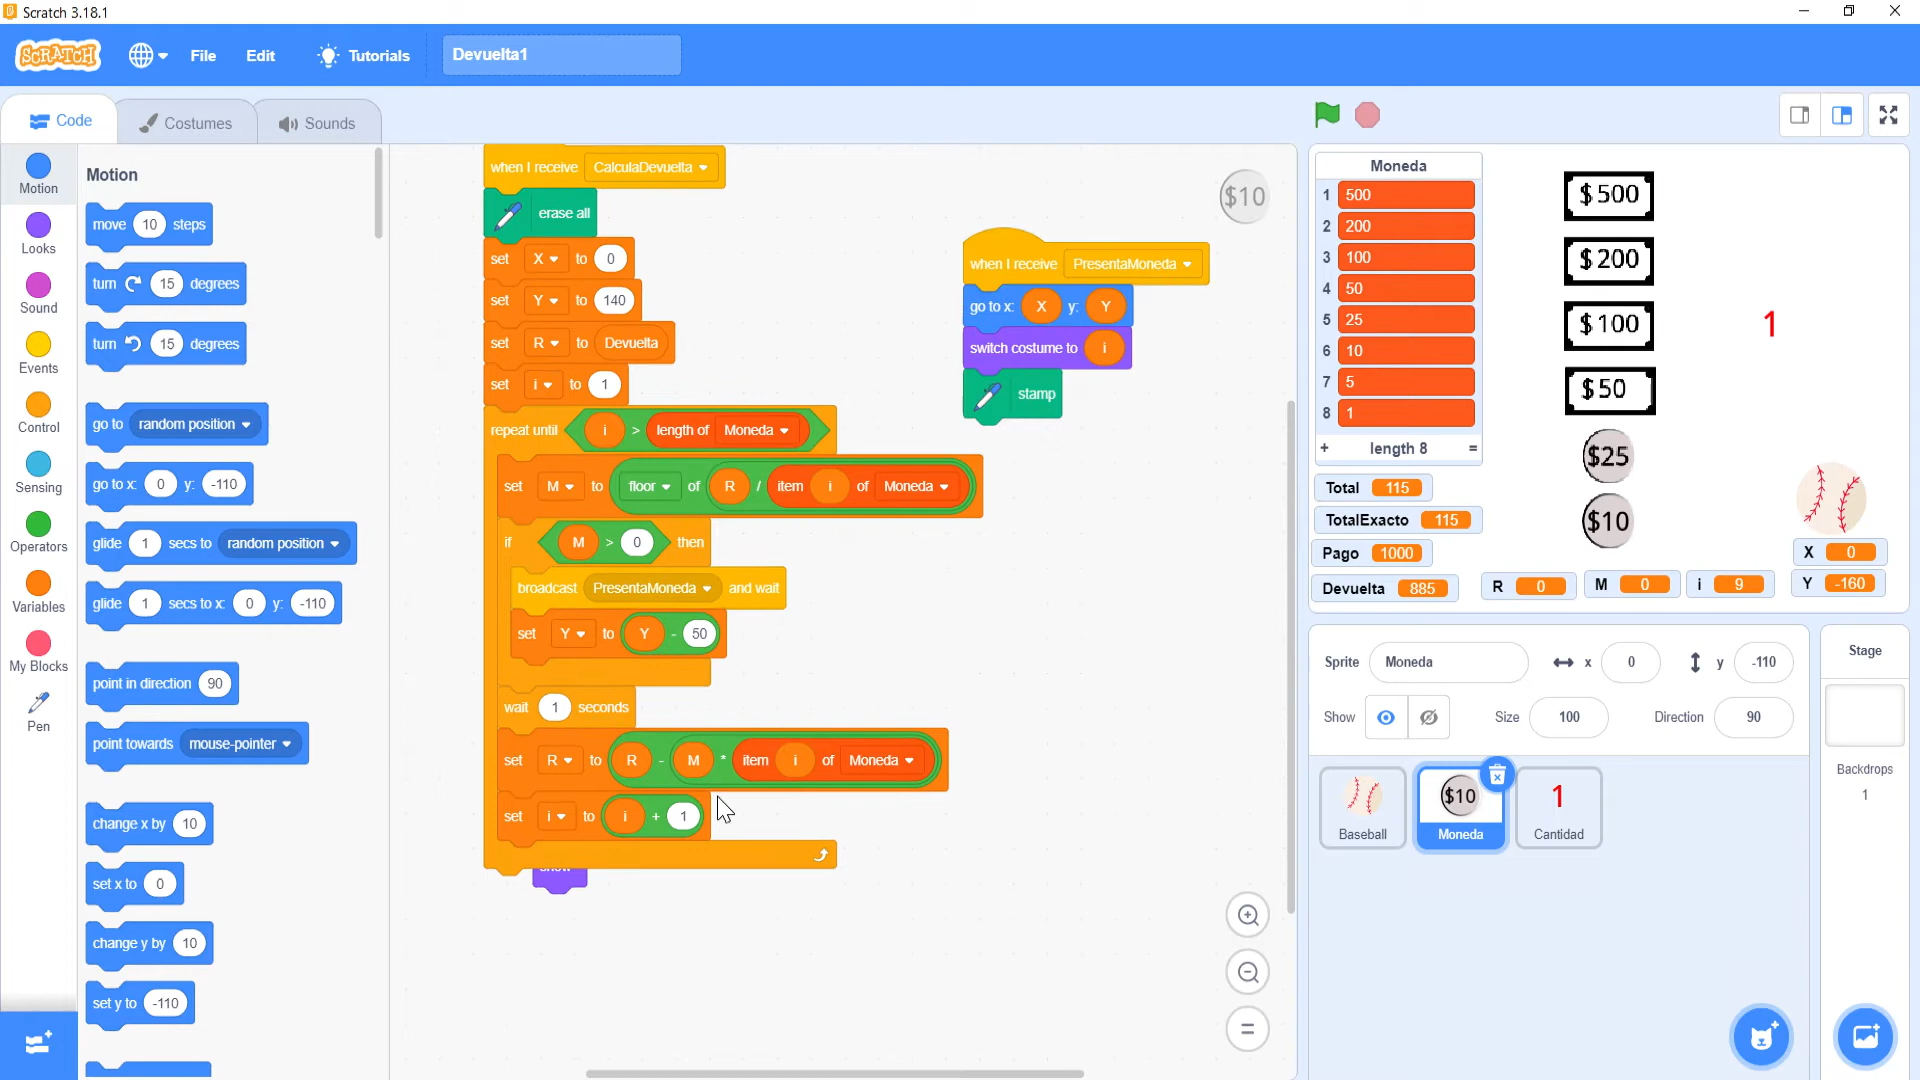 Scratch 3.18.1
SCRATCH File Edit Tutorials Devuelta1
Code Costumes Sounds
Motion
Looks
Sound
Events
Control
Sensing
Operators
Variables
My Blocks
Pen
Motion
move 10 steps
turn 15 degrees
turn 15 degrees
go to random position
go to x: 0 y: -110
glide 1 secs to random position
glide 1 secs to x: 0 y: -110
point in direction 90
point towards mouse-pointer
change x by 10
set x to 0
change y by 10
set y to -110
when I receive CalculaDevuelta
erase all
set X to 0
set Y to 140
set R to Devuelta
set i to 1
repeat until i > length of Moneda
set M to floor of R / item i of Moneda
if M > 0 then
broadcast PresentaMoneda and wait
set Y to Y - 50
wait 1 seconds
set R to R - M * item i of Moneda
set i to i + 1
show
$10
when I receive PresentaMoneda
go to x: X y: Y
switch costume to i
stamp
Moneda
1 500
2 200
3 100
4 50
5 25
6 10
7 5
8 1
+ length 8 =
Total 115
TotalExacto 115
Pago 1000
Devuelta 885
R 0
M 0
i 9
X 0
Y -160
$500
$200
$100
$50
$25
$10
1
Sprite Moneda x 0 y -110
Show Size 100 Direction 90
Baseball
$10
Moneda
1
Cantidad
Stage
Backdrops
1